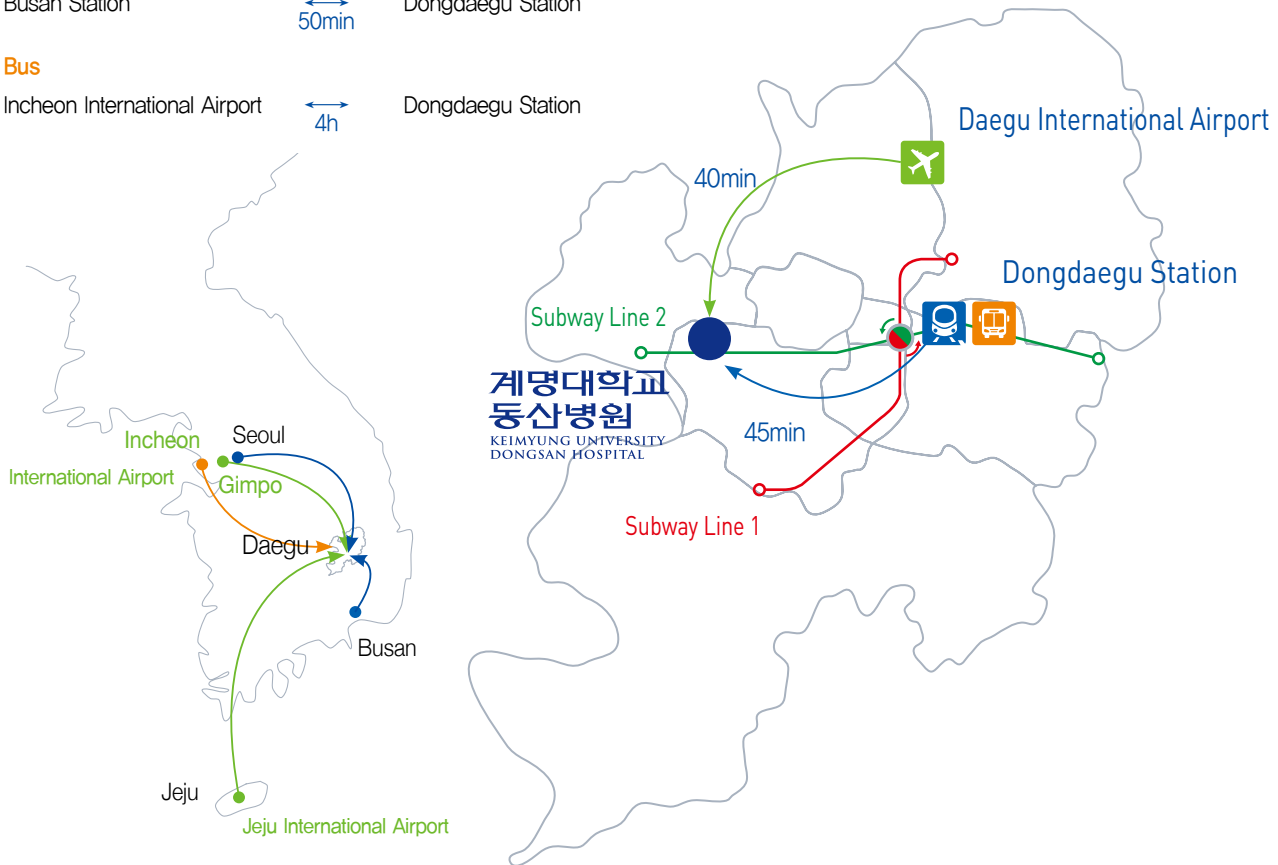 Busan Station 50min Dongdaegu Station
Bus
Incheon International Airport 4h Dongdaegu Station
Daegu International Airport
40min
Dongdaegu Station
Subway Line 2
계명대학교
동산병원
KEIMYUNG UNIVERSITY
DONGSAN HOSPITAL
45min
Subway Line 1
Incheon
International Airport
Seoul
Gimpo
Daegu
Busan
Jeju
Jeju International Airport